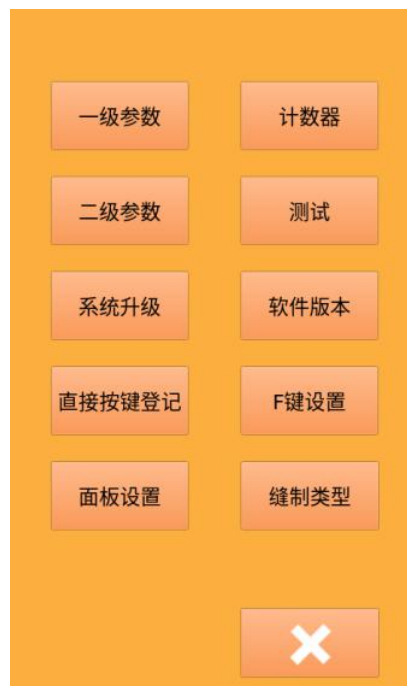 一级参数
计数器
二级参数
测试
系统升级
软件版本
直接按键登记
F键设置
面板设置
缝制类型